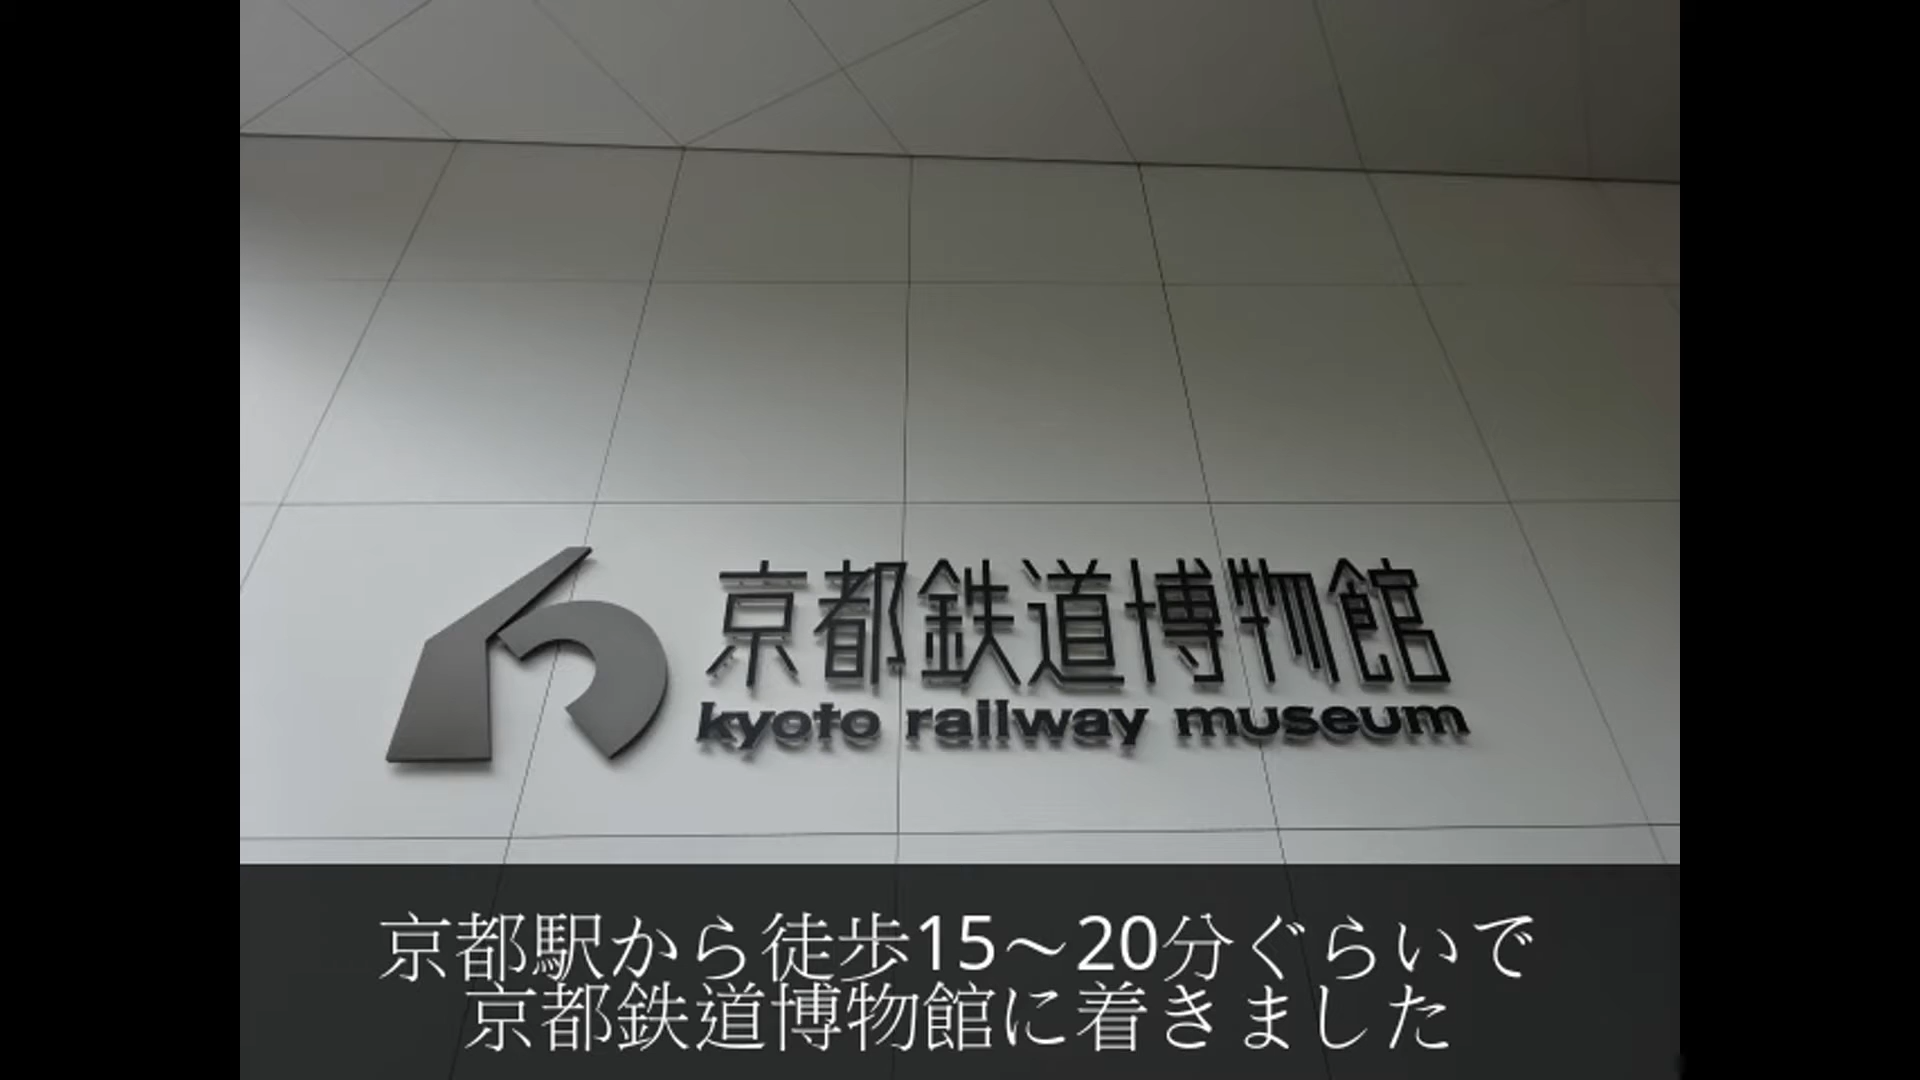 京都鉄道博物館
kyoto railway museum
京都駅から徒歩15～20分ぐらいで
京都鉄道博物館に着きました